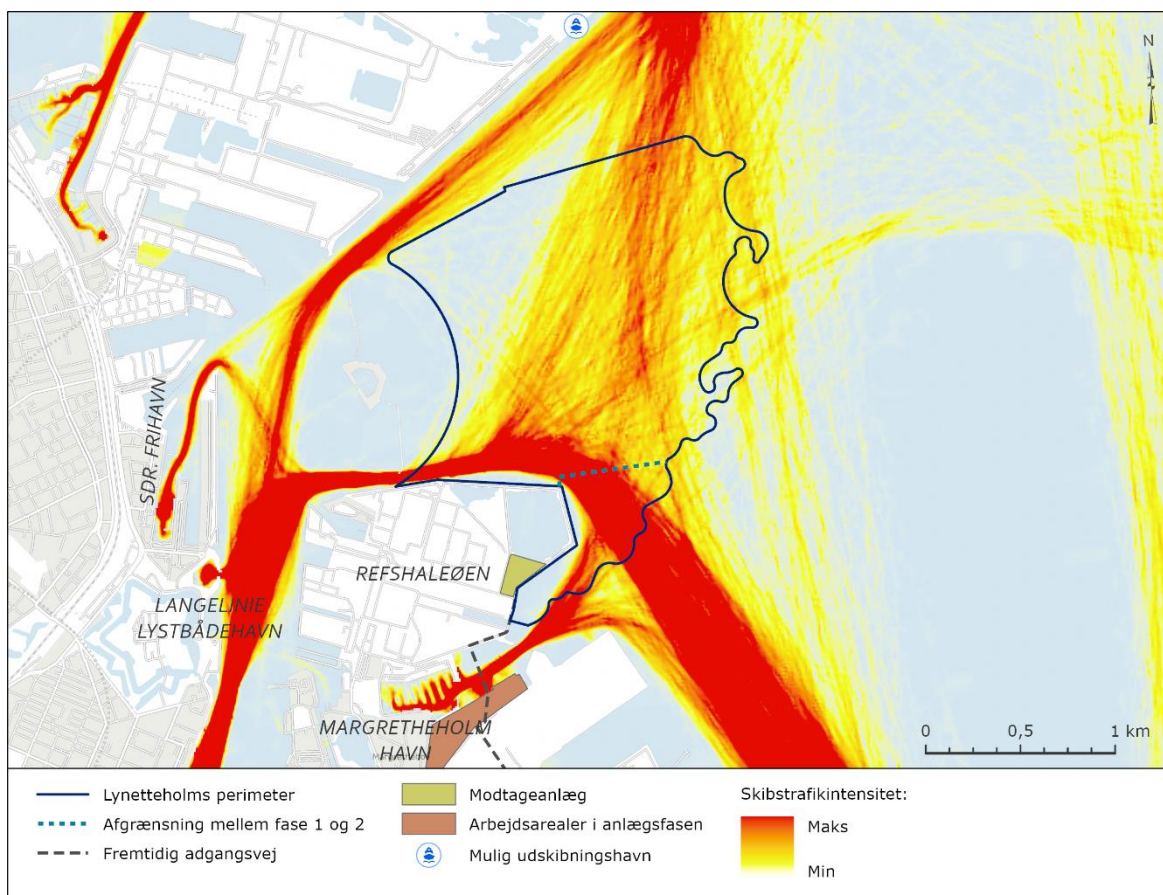 N
SDR. FRIHAVN
REFSHALEØEN
LANGELINIE
LYSTBÅDEHAVN
MARGRETHEHOLM
HAVN
0
0,5
1 km
Lynetteholms perimeter
Afgrænsning mellem fase 1 og 2
Fremtidig adgangsvej
Modtageanlæg
Arbejdsarealer i anlægsfasen
Mulig udskibningshavn
Skibstrafikintensitet:
Maks
Min